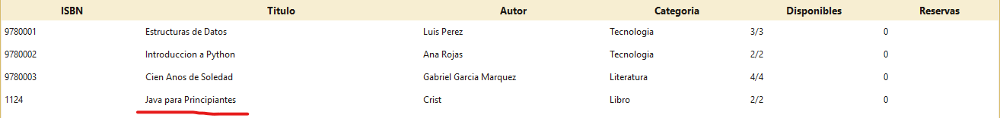 ISBN Titulo Autor Categoria Disponibles Reservas
9780001 Estructuras de Datos Luis Perez Tecnologia 3/3 0
9780002 Introduccion a Python Ana Rojas Tecnologia 2/2 0
9780003 Cien Anos de Soledad Gabriel Garcia Marquez Literatura 4/4 0
1124 Java para Principiantes Crist Libro 2/2 0